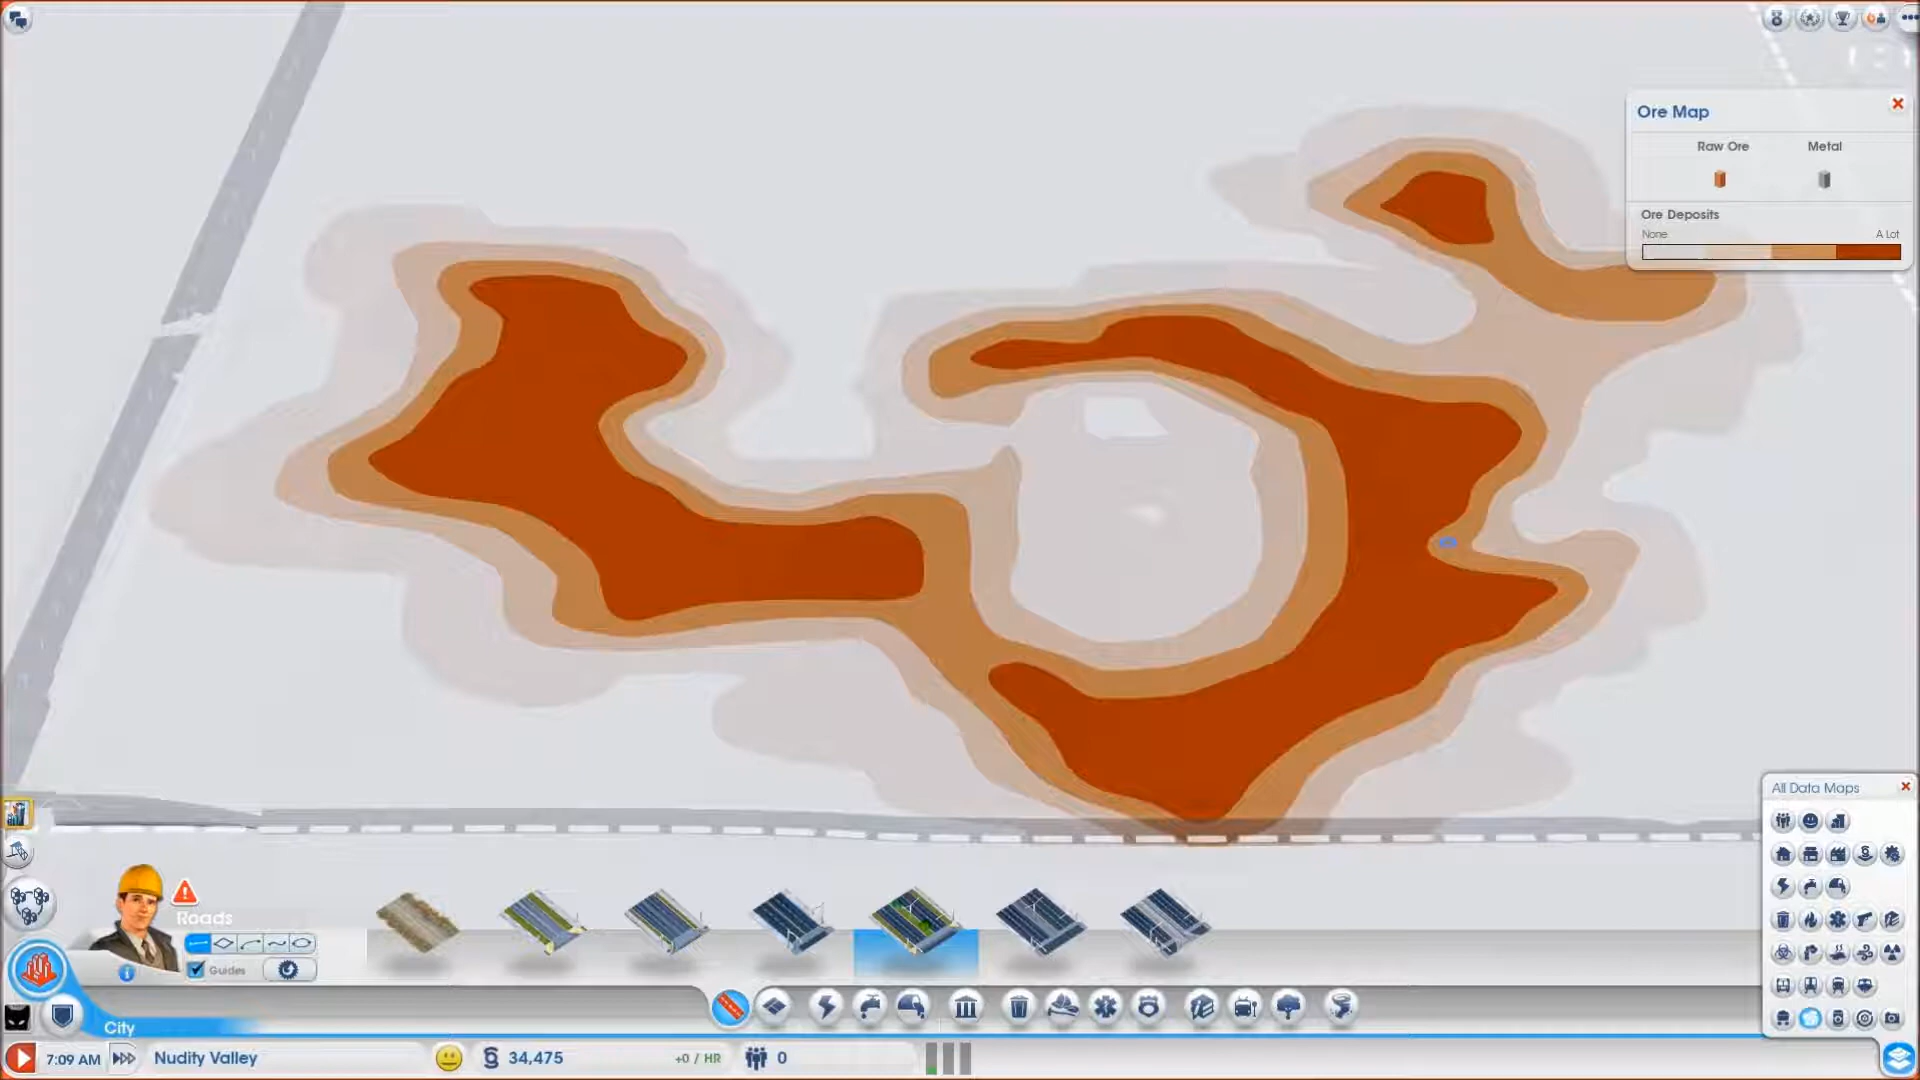 Ore Map
Raw Ore Metal
Ore Deposits
None A Lot
All Data Maps
Roads
Guides
City
7:09 AM Nudity Valley 34,475 +0 / HR 0